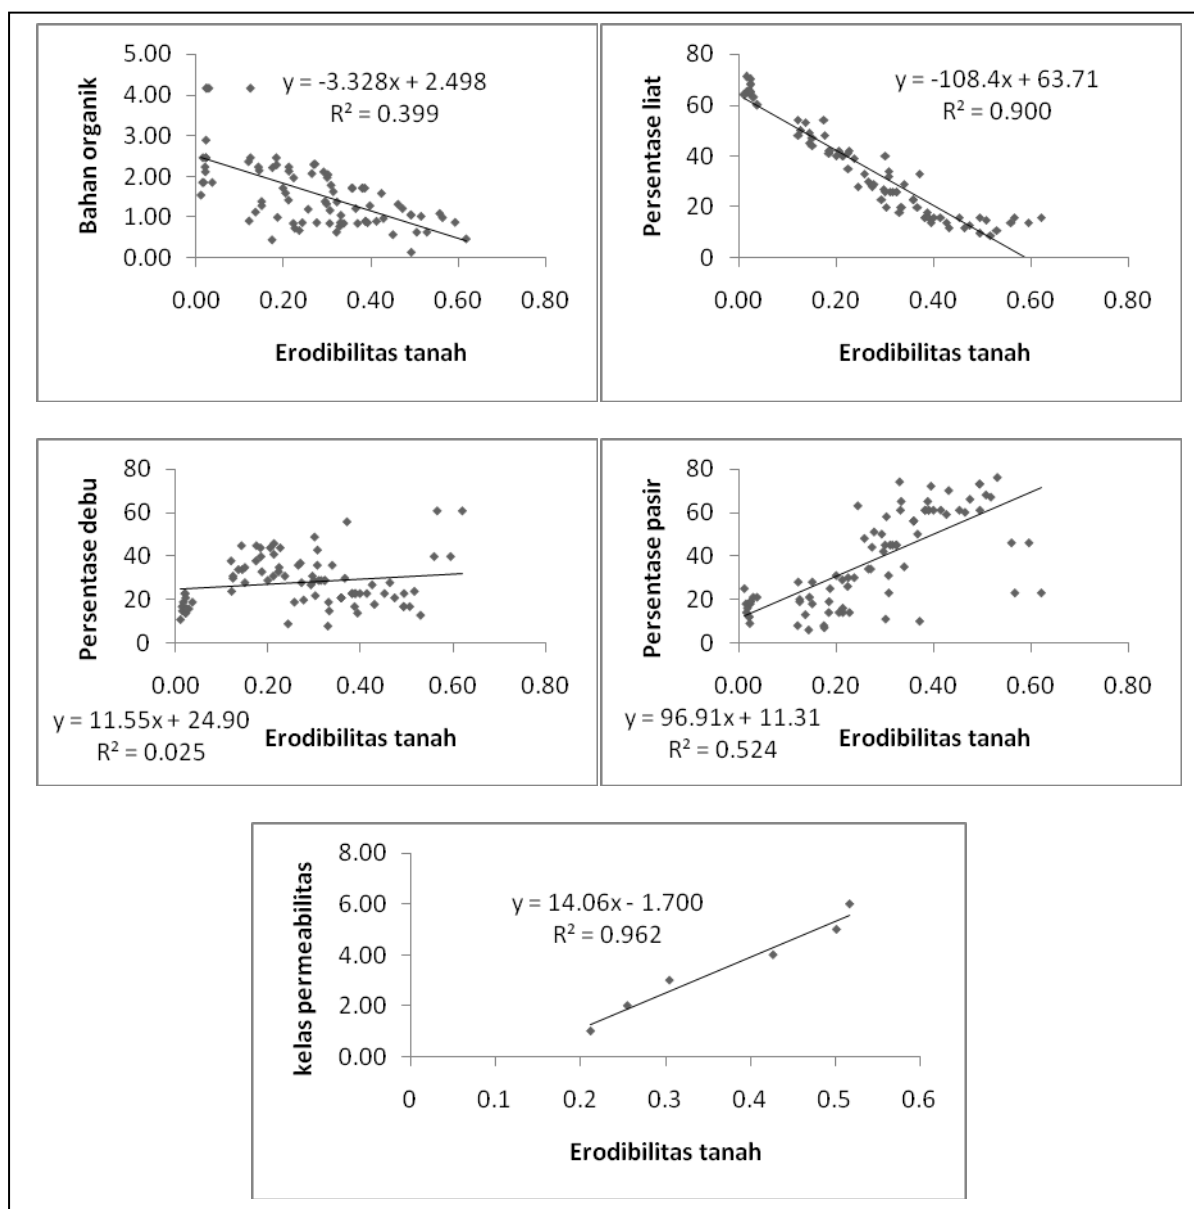 Bahan organik
5.00
4.00
3.00
2.00
1.00
0.00
y = -3.328x + 2.498
R² = 0.399
0.00 0.20 0.40 0.60 0.80
Erodibilitas tanah
Persentase liat
80
60
40
20
0
y = -108.4x + 63.71
R² = 0.900
0.00 0.20 0.40 0.60 0.80
Erodibilitas tanah
Persentase debu
80
60
40
20
0
0.00 0.20 0.40 0.60 0.80
y = 11.55x + 24.90
R² = 0.025
Erodibilitas tanah
Persentase pasir
80
60
40
20
0
0.00 0.20 0.40 0.60 0.80
y = 96.91x + 11.31
R² = 0.524
Erodibilitas tanah
kelas permeabilitas
8.00
6.00
4.00
2.00
0.00
y = 14.06x - 1.700
R² = 0.962
0 0.1 0.2 0.3 0.4 0.5 0.6
Erodibilitas tanah